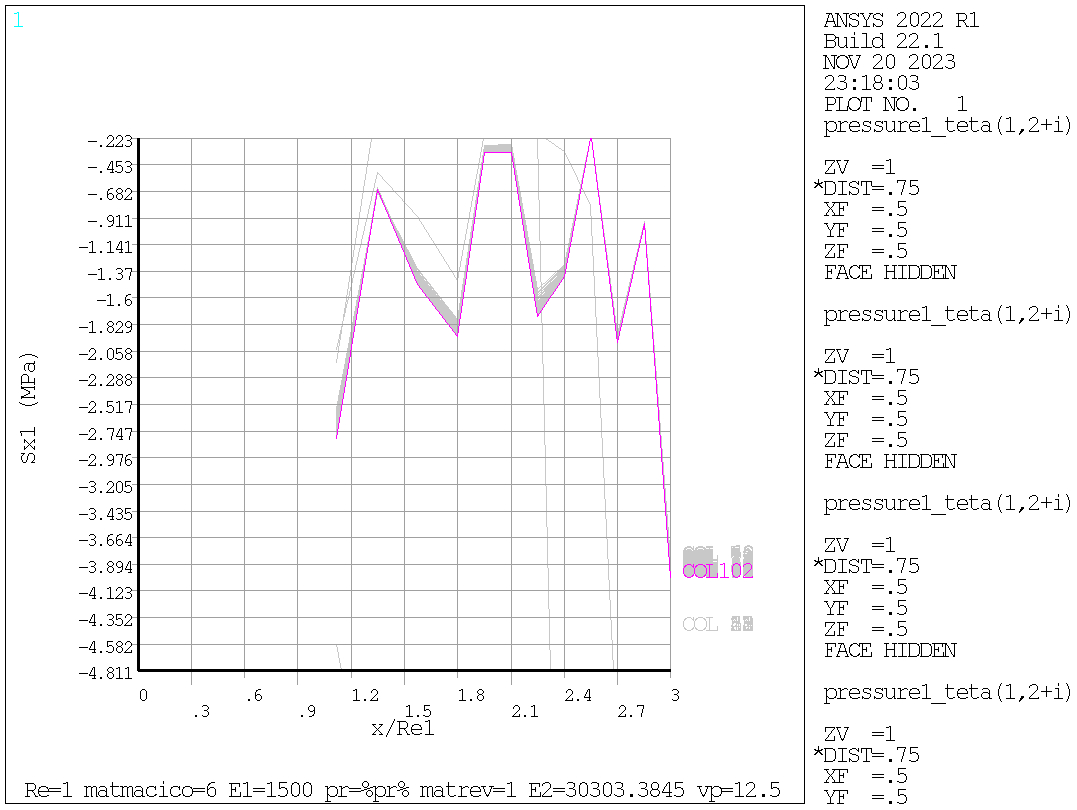 1
ANSYS 2022 R1
Build 22.1
NOV 20 2023
23:18:03
PLOT NO. 1
pressure1_teta(1,2+i)
ZV =1
*DIST=.75
XF =.5
YF =.5
ZF =.5
FACE HIDDEN
pressure1_teta(1,2+i)
ZV =1
*DIST=.75
XF =.5
YF =.5
ZF =.5
FACE HIDDEN
pressure1_teta(1,2+i)
ZV =1
*DIST=.75
XF =.5
YF =.5
ZF =.5
FACE HIDDEN
pressure1_teta(1,2+i)
ZV =1
*DIST=.75
XF =.5
YF =.5
-.223
-.453
-.682
-.911
-1.141
-1.37
-1.6
-1.829
-2.058
-2.288
-2.517
-2.747
-2.976
-3.205
-3.435
-3.664
-3.894
-4.123
-4.352
-4.582
-4.811
Sx1 (MPa)
COL
COL102
COL
0 .6 1.2 1.8 2.4 3
.3 .9 1.5 2.1 2.7
x/Re1
Re=1 matmacico=6 E1=1500 pr=%pr% matrev=1 E2=30303.3845 vp=12.5